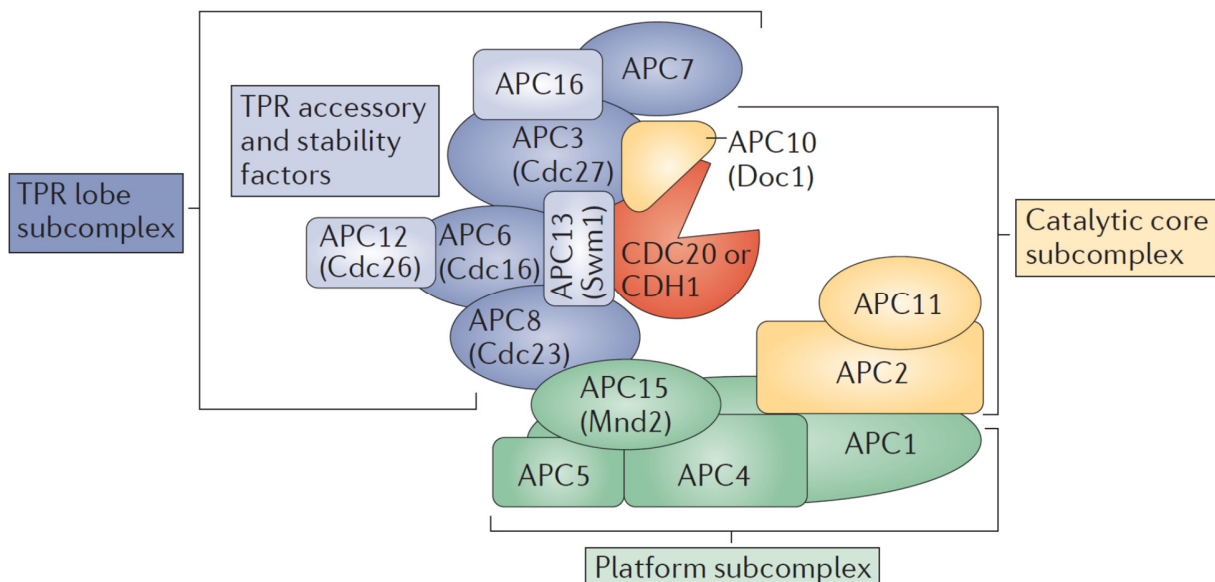 APC7
APC16
TPR accessory
and stability
factors
APC3
(Cdc27)
APC10
(Doc1)
TPR lobe
subcomplex
APC12
(Cdc26)
APC6
(Cdc16)
APC13
(Swm1)
CDC20 or
CDH1
Catalytic core
subcomplex
APC11
APC8
(Cdc23)
APC2
APC15
(Mnd2)
APC1
APC5
APC4
Platform subcomplex